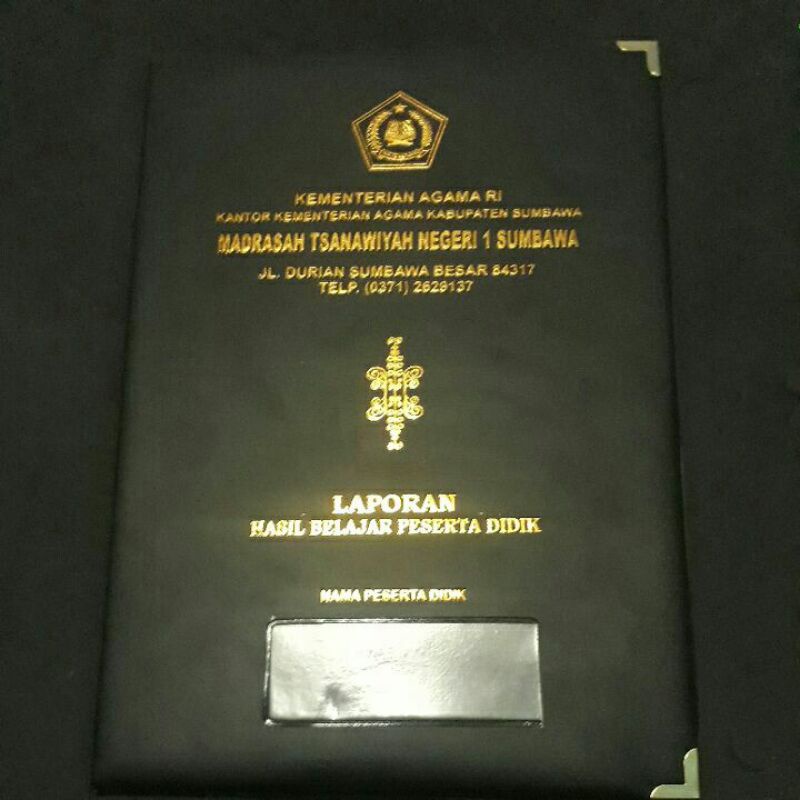 KEMENTERIAN AGAMA RI
KANTOR KEMENTERIAN AGAMA KABUPATEN SUMBAWA
MADRASAH TSANAWIYAH NEGERI 1 SUMBAWA
JL. DURIAN SUMBAWA BESAR 84317
TELP. (0371) 2629137
LAPORAN
HASIL BELAJAR PESERTA DIDIK
NAMA PESERTA DIDIK